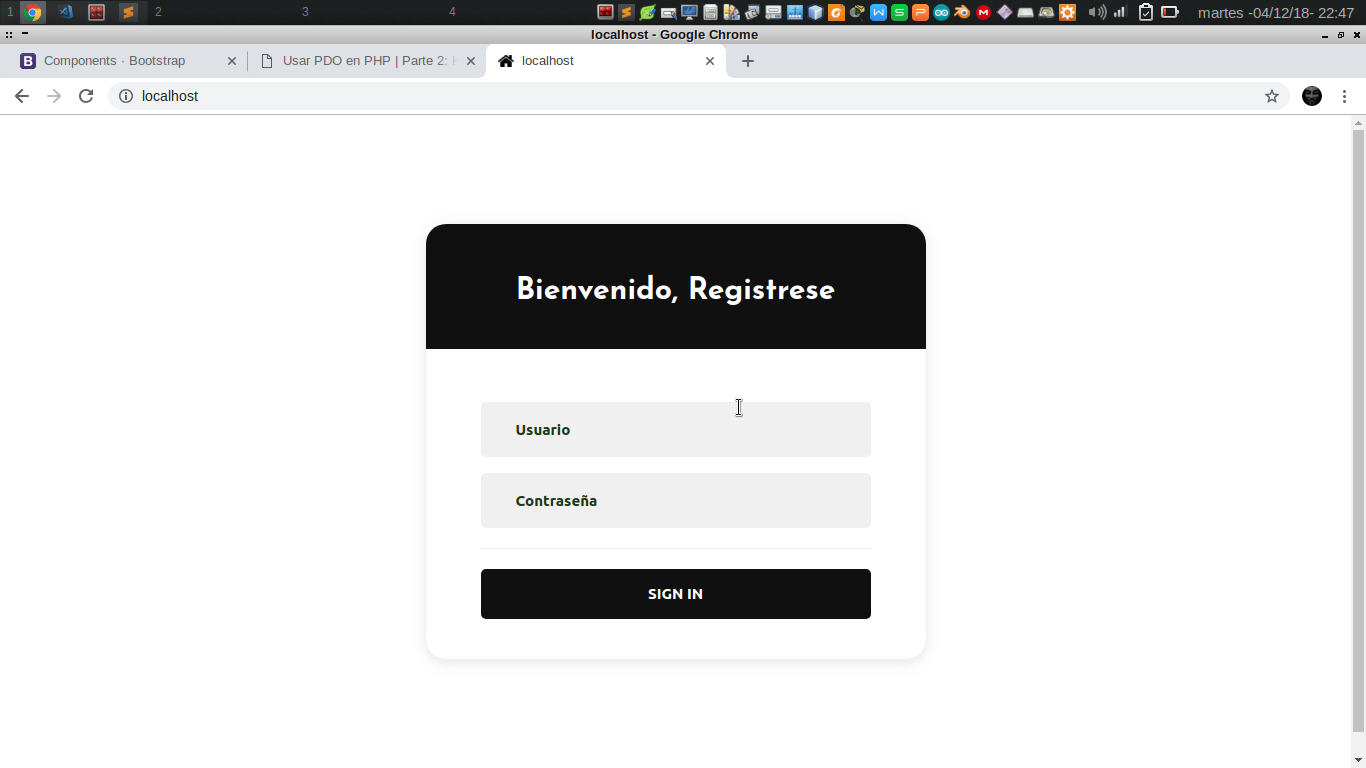 1 2 3 4 martes -04/12/18- 22:47
localhost - Google Chrome
Components · Bootstrap Usar PDO en PHP | Parte 2: localhost
localhost
Bienvenido, Registrese
Usuario
Contraseña
SIGN IN